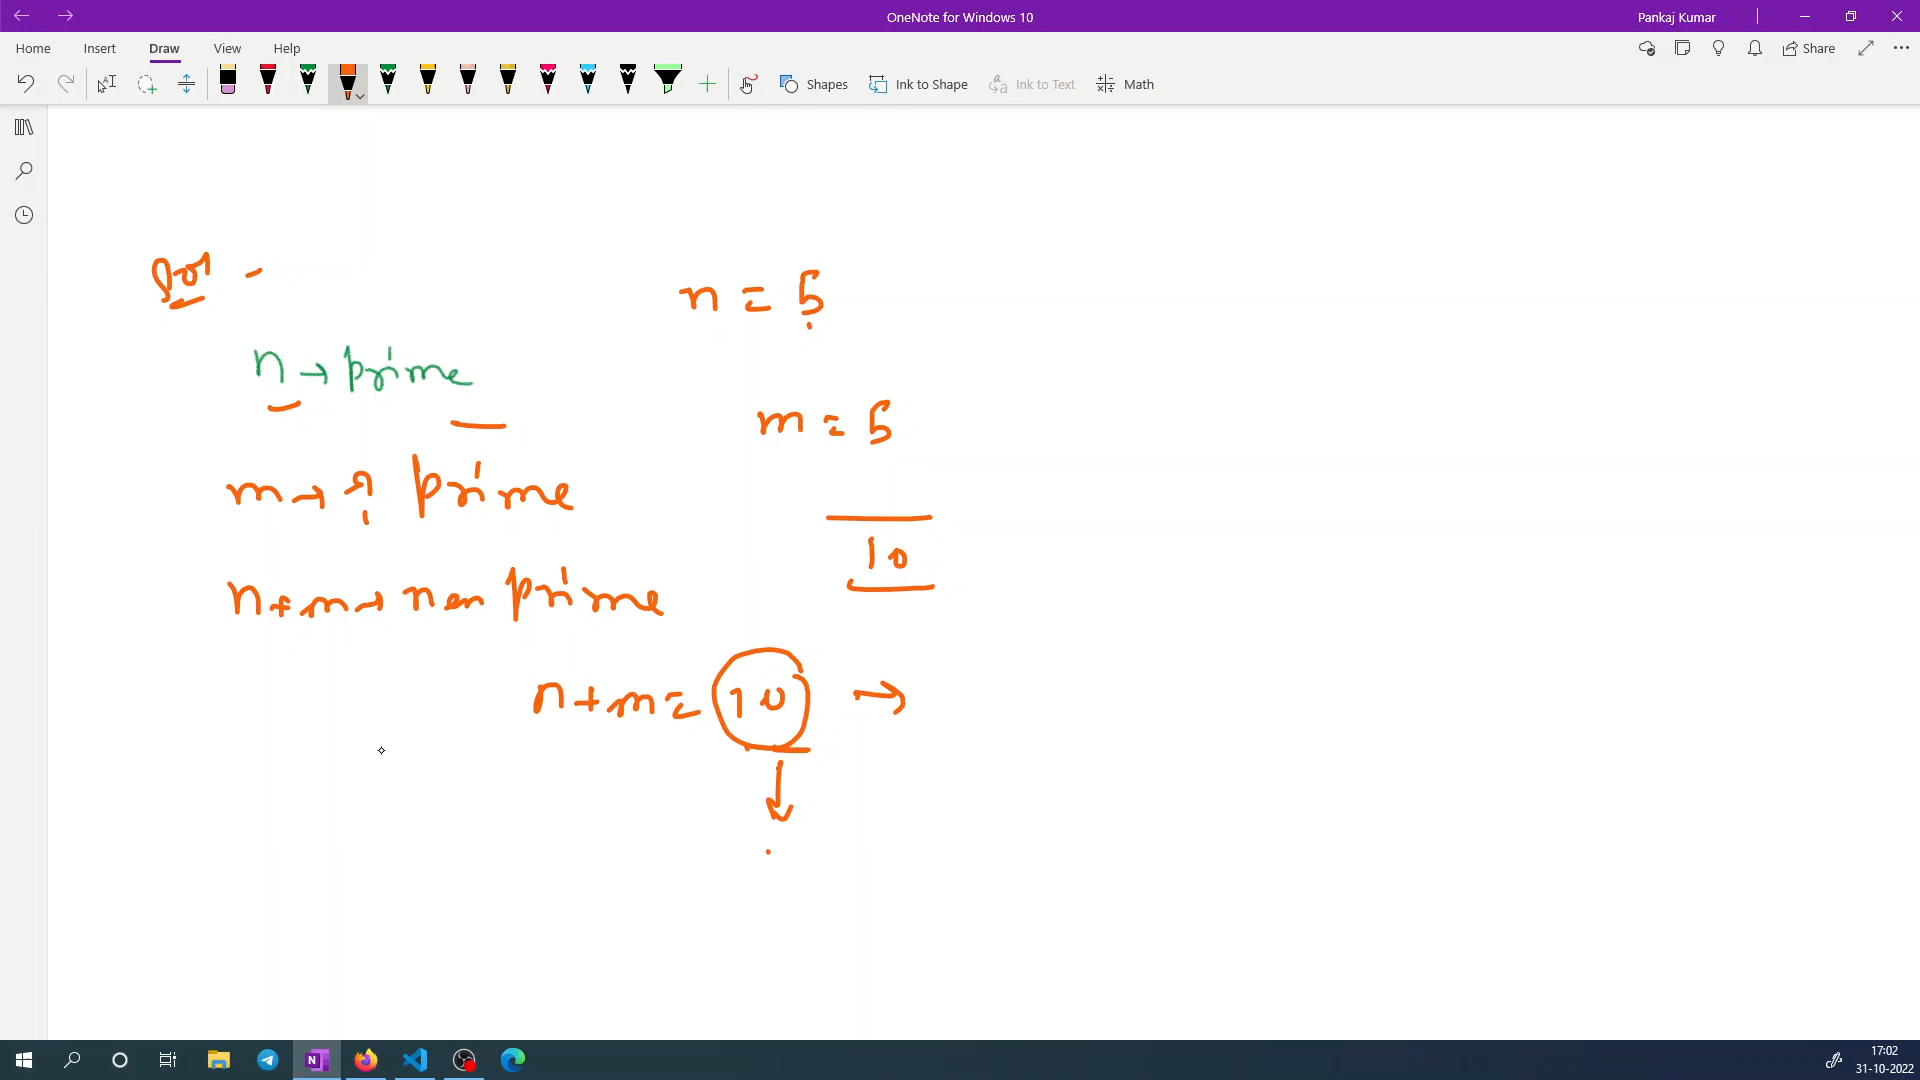 OneNote for Windows 10
Pankaj Kumar
Home Insert Draw View Help
Share
Shapes Ink to Shape Ink to Text Math
Sol -
n → prime
m → ? prime
n+m → non prime
n = 5
m = 5
10
n+m = 10 →
17:02
31-10-2022